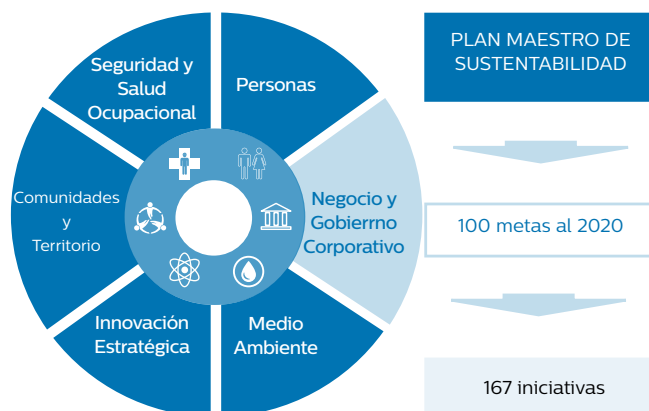 Seguridad y
Salud
Ocupacional
Personas
Comunidades
y
Territorio
Negocio y
Gobierrno
Corporativo
Innovación
Estratégica
Medio
Ambiente
PLAN MAESTRO DE
SUSTENTABILIDAD
100 metas al 2020
167 iniciativas